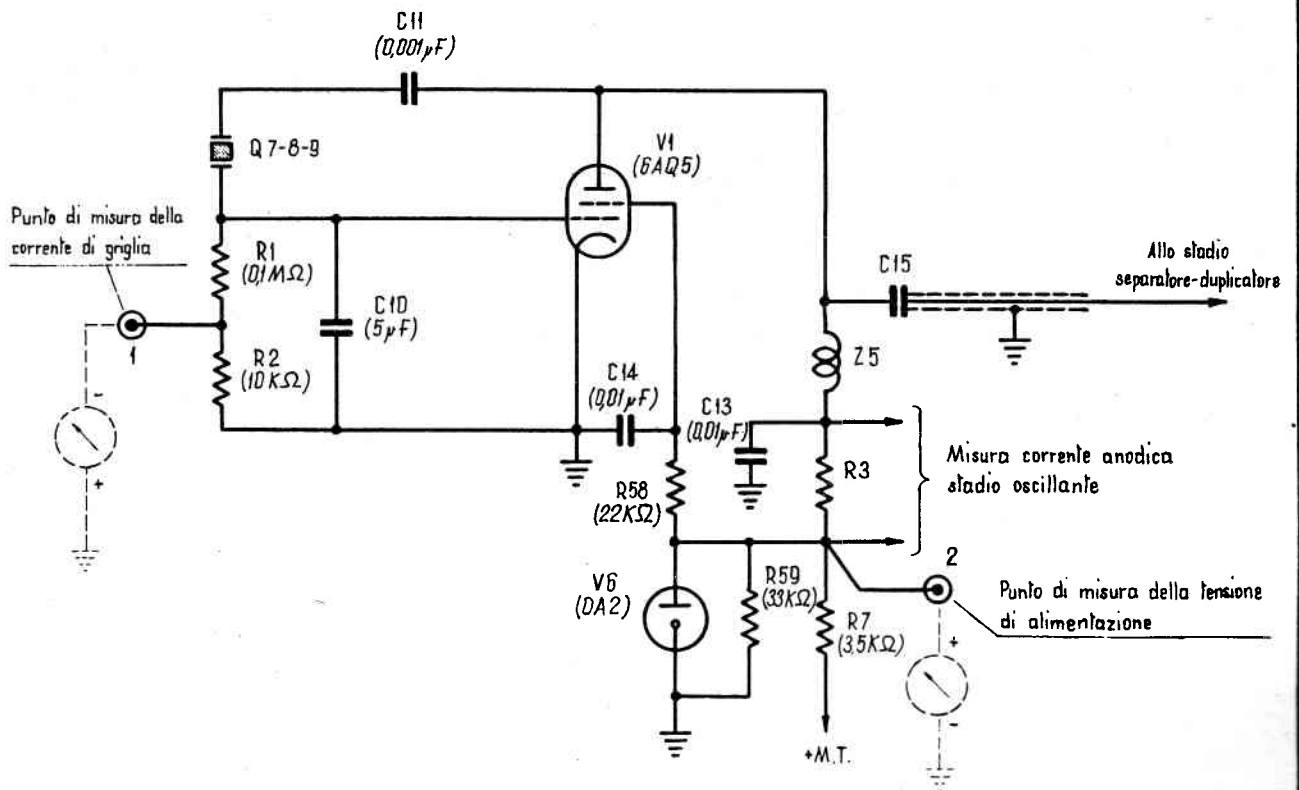 C11
(0,001µF)
Q7-8-9
V1
(6AQ5)
Punto di misura della
corrente di griglia
R1
(0,1MΩ)
C10
(5µF)
1
R2
(10KΩ)
-
+
C14
(0,01µF)
C13
(0,01µF)
C15
Allo stadio
separatore-duplicatore
Z5
R3
Misura corrente anodica
stadio oscillante
R58
(22KΩ)
V6
(OA2)
R59
(33KΩ)
R7
(3,5KΩ)
2
Punto di misura della tensione
di alimentazione
+
-
+M.T.